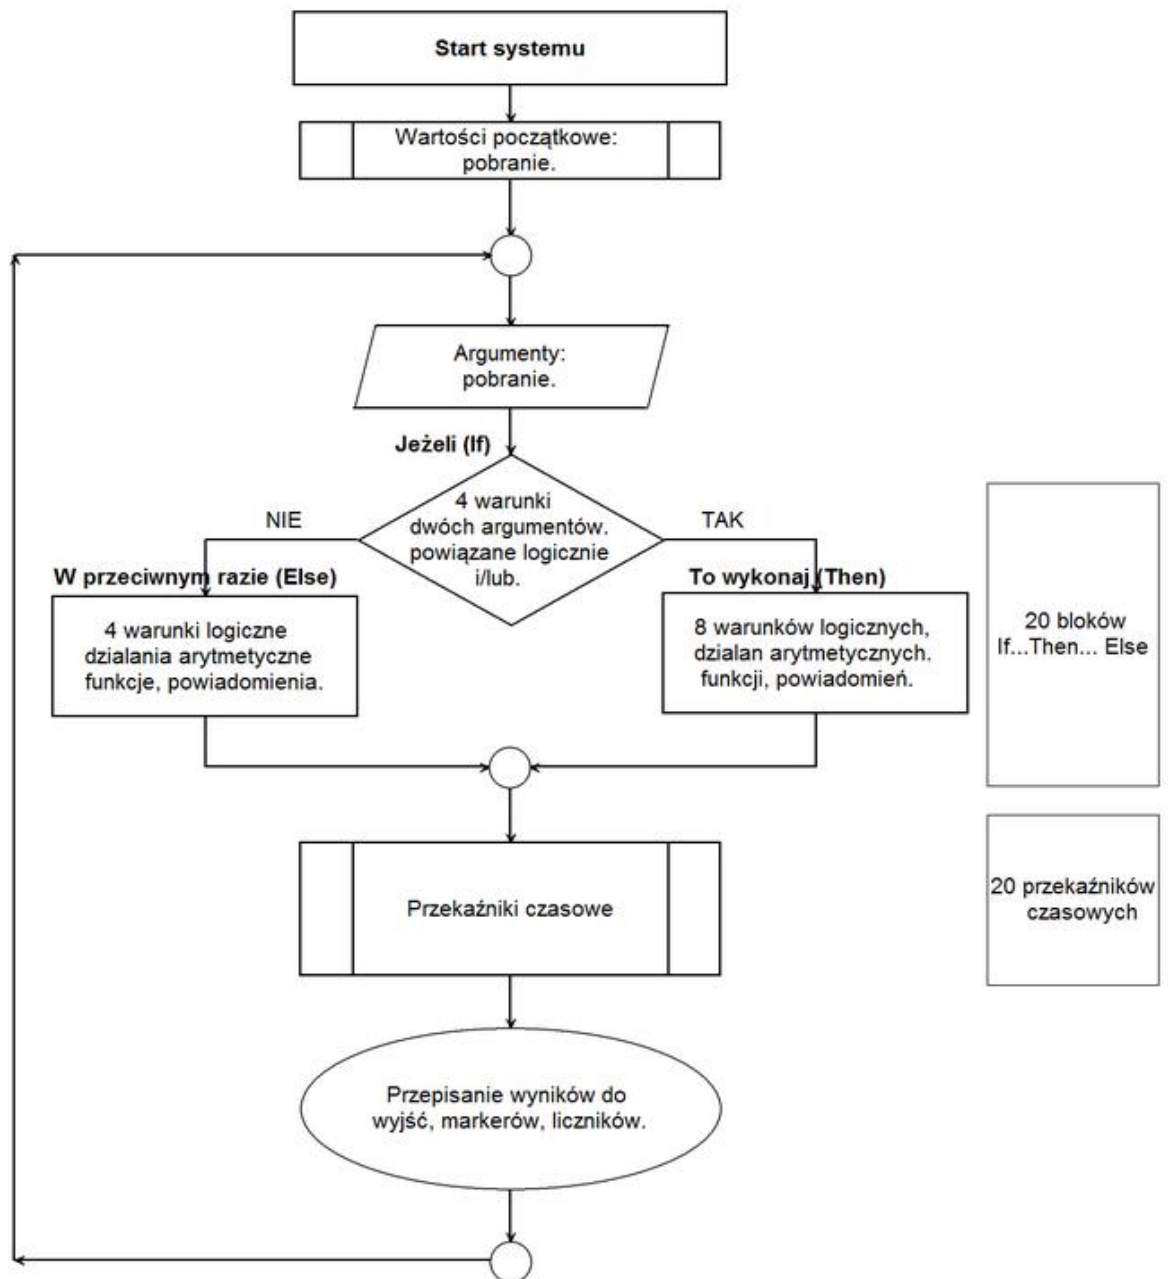 Start systemu
Wartości początkowe:
pobranie.
Argumenty:
pobranie.
Jeżeli (If)
4 warunki
dwóch argumentów.
powiązane logicznie
i/lub.
NIE
TAK
W przeciwnym razie (Else)
4 warunki logiczne
dzialania arytmetyczne
funkcje, powiadomienia.
To wykonaj (Then)
8 warunków logicznych,
dzialan arytmetycznych.
funkcji, powiadomień.
20 bloków
If...Then... Else
Przekaźniki czasowe
20 przekaźników
czasowych
Przepisanie wyników do
wyjść, markerów, liczników.